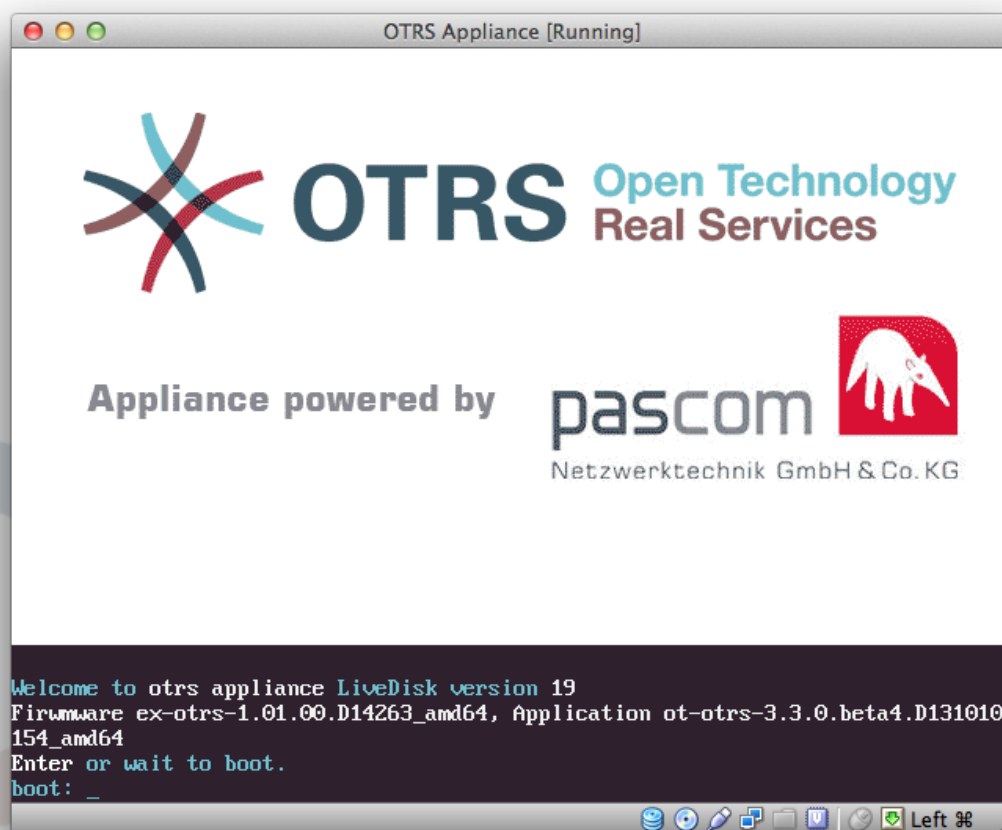 OTRS Appliance [Running]
OTRS Open Technology
Real Services
Appliance powered by
pascom
Netzwerktechnik GmbH & Co. KG
Welcome to otrs appliance LiveDisk version 19
Firwmware ex-otrs-1.01.00.D14263_amd64, Application ot-otrs-3.3.0.beta4.D131010
154_amd64
Enter or wait to boot.
boot: _
Left ⌘